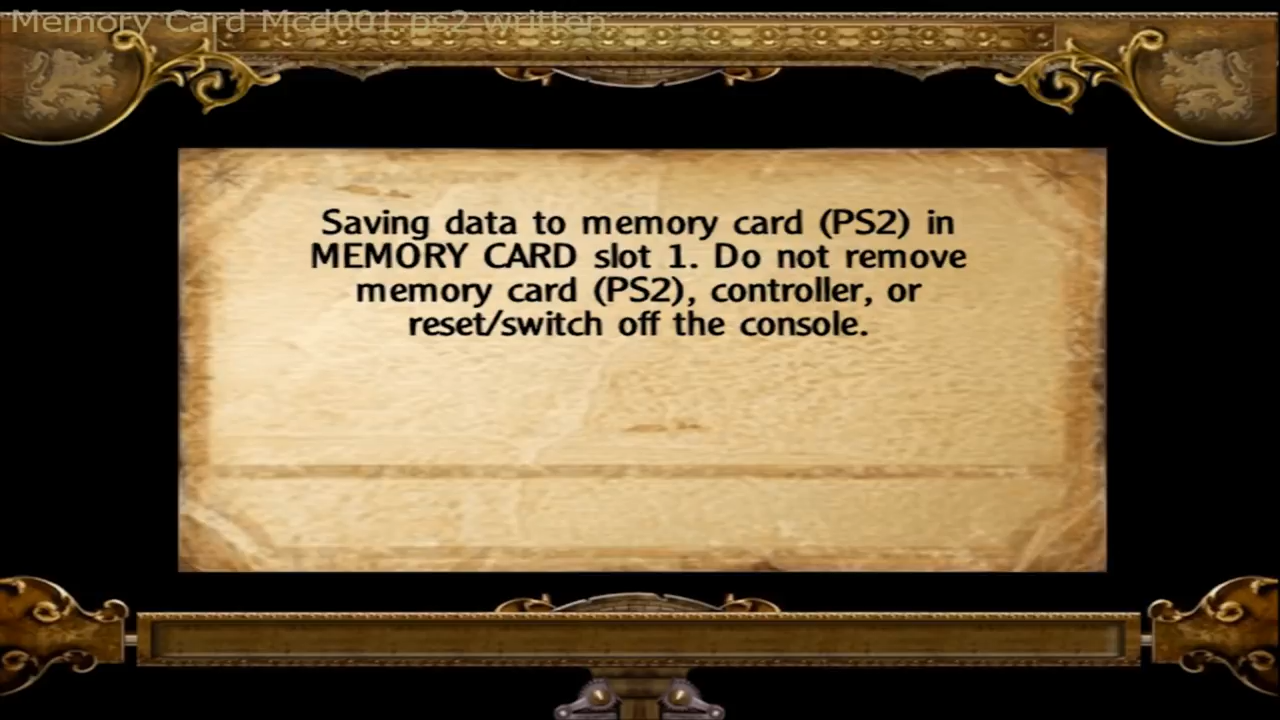 Memory Card Mcd001.ps2 written.
Saving data to memory card (PS2) in
MEMORY CARD slot 1. Do not remove
memory card (PS2), controller, or
reset/switch off the console.